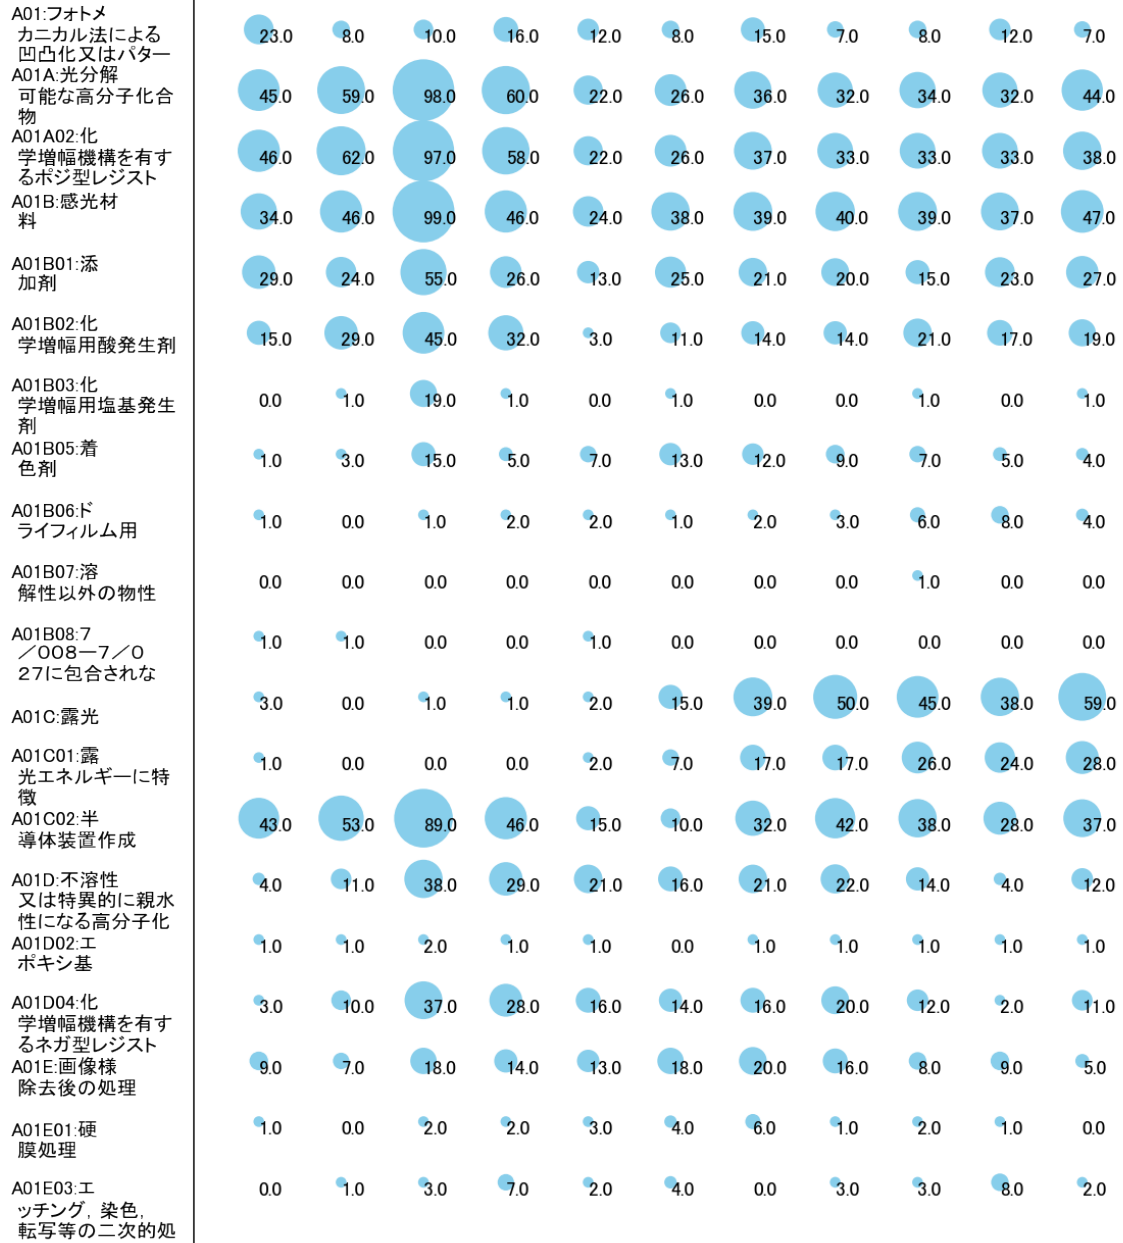 A01:フォトメ
カニカル法による
凹凸化又はパター
23.0 8.0 10.0 16.0 12.0 8.0 15.0 7.0 8.0 12.0 7.0
A01A:光分解
可能な高分子化合
物
45.0 59.0 98.0 60.0 22.0 26.0 36.0 32.0 34.0 32.0 44.0
A01A02:化
学増幅機構を有す
るポジ型レジスト
46.0 62.0 97.0 58.0 22.0 26.0 37.0 33.0 33.0 33.0 38.0
A01B:感光材
料
34.0 46.0 99.0 46.0 24.0 38.0 39.0 40.0 39.0 37.0 47.0
A01B01:添
加剤
29.0 24.0 55.0 26.0 13.0 25.0 21.0 20.0 15.0 23.0 27.0
A01B02:化
学増幅用酸発生剤
15.0 29.0 45.0 32.0 3.0 11.0 14.0 14.0 21.0 17.0 19.0
A01B03:化
学増幅用塩基発生
剤
0.0 1.0 19.0 1.0 0.0 1.0 0.0 0.0 1.0 0.0 1.0
A01B05:着
色剤
1.0 3.0 15.0 5.0 7.0 13.0 12.0 9.0 7.0 5.0 4.0
A01B06:ド
ライフィルム用
1.0 0.0 1.0 2.0 2.0 1.0 2.0 3.0 6.0 8.0 4.0
A01B07:溶
解性以外の物性
0.0 0.0 0.0 0.0 0.0 0.0 0.0 0.0 1.0 0.0 0.0
A01B08:7
／008―7／0
27に包含されな
1.0 1.0 0.0 0.0 1.0 0.0 0.0 0.0 0.0 0.0 0.0
A01C:露光
3.0 0.0 1.0 1.0 2.0 15.0 39.0 50.0 45.0 38.0 59.0
A01C01:露
光エネルギーに特
徴
1.0 0.0 0.0 0.0 2.0 7.0 17.0 17.0 26.0 24.0 28.0
A01C02:半
導体装置作成
43.0 53.0 89.0 46.0 15.0 10.0 32.0 42.0 38.0 28.0 37.0
A01D:不溶性
又は特異的に親水
性になる高分子化
4.0 11.0 38.0 29.0 21.0 16.0 21.0 22.0 14.0 4.0 12.0
A01D02:エ
ポキシ基
1.0 1.0 2.0 1.0 1.0 0.0 1.0 1.0 1.0 1.0 1.0
A01D04:化
学増幅機構を有す
るネガ型レジスト
3.0 10.0 37.0 28.0 16.0 14.0 16.0 20.0 12.0 2.0 11.0
A01E:画像様
除去後の処理
9.0 7.0 18.0 14.0 13.0 18.0 20.0 16.0 8.0 9.0 5.0
A01E01:硬
膜処理
1.0 0.0 2.0 2.0 3.0 4.0 6.0 1.0 2.0 1.0 0.0
A01E03:エ
ッチング，染色，
転写等の二次的処
0.0 1.0 3.0 7.0 2.0 4.0 0.0 3.0 3.0 8.0 2.0